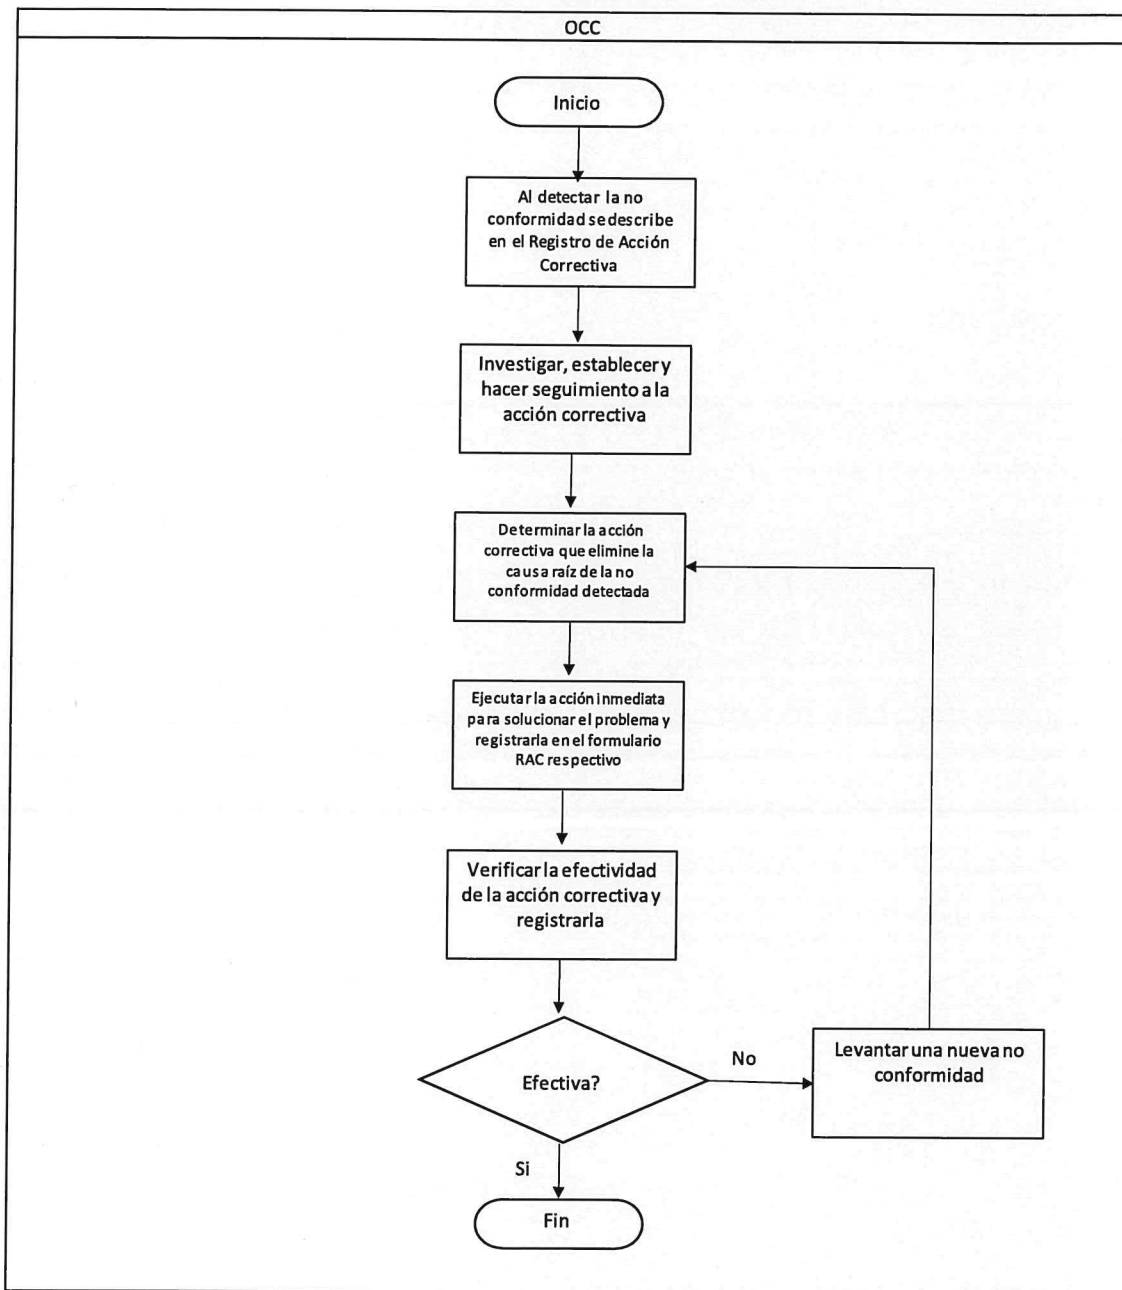 OCC
Inicio
Al detectar la no
conformidad se describe
en el Registro de Acción
Correctiva
Investigar, establecer y
hacer seguimiento a la
acción correctiva
Determinar la acción
correctiva que elimine la
causa raíz de la no
conformidad detectada
Ejecutar la acción inmediata
para solucionar el problema y
registrarla en el formulario
RAC respectivo
Verificar la efectividad
de la acción correctiva y
registrarla
Efectiva?
No
Levantar una nueva no
conformidad
Si
Fin